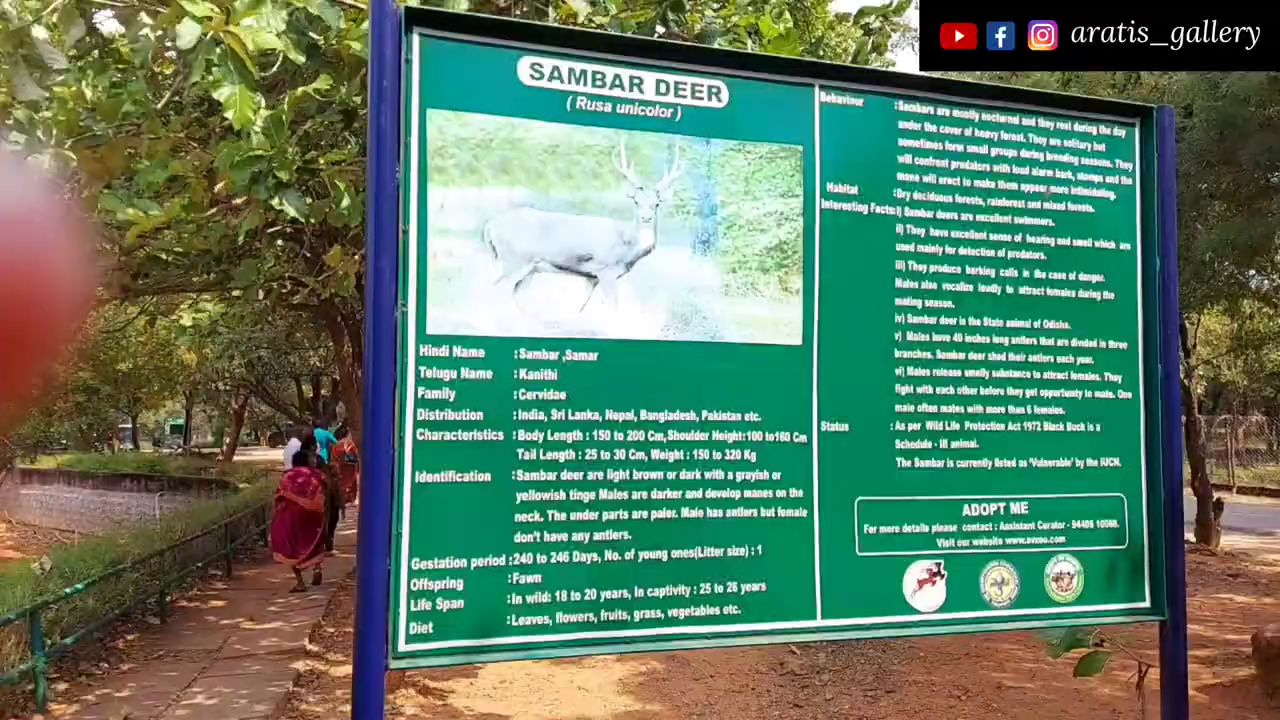 aratis_gallery
SAMBAR DEER
( Rusa unicolor )
Hindi Name : Sambar ,Samar
Telugu Name : Kanithi
Family : Cervidae
Distribution : India, Sri Lanka, Nepal, Bangladesh, Pakistan etc.
Characteristics : Body Length : 150 to 200 Cm,Shoulder Height:100 to160 Cm
Tail Length : 25 to 30 Cm, Weight : 150 to 320 Kg
Identification : Sambar deer are light brown or dark with a grayish or
yellowish tinge Males are darker and develop manes on the
neck. The under parts are paler. Male has antlers but female
don't have any antlers.
Gestation period : 240 to 246 Days, No. of young ones(Litter size) : 1
Offspring : Fawn
Life Span : In wild: 18 to 20 years, In captivity : 25 to 26 years
Diet : Leaves, flowers, fruits, grass, vegetables etc.
Behaviour : Sambars are mostly nocturnal and they rest during the day
under the cover of heavy forest. They are solitary but
sometimes form small groups during breeding seasons. They
will confront predators with loud alarm bark, stomps and the
mane will erect to make them appear more intimidating.
Habitat : Dry deciduous forests, rainforest and mixed forests.
Interesting Facts: i) Sambar deers are excellent swimmers.
ii) They have excellent sense of hearing and smell which are
used mainly for detection of predators.
iii) They produce barking calls in the case of danger.
Males also vocalize loudly to attract females during the
mating season.
iv) Sambar deer is the State animal of Odisha.
v) Males have 40 inches long antlers that are divided in three
branches. Sambar deer shed their antlers each year.
vi) Males release smelly substance to attract females. They
fight with each other before they get opportunity to mate. One
male often mates with more than 6 females.
Status : As per Wild Life Protection Act 1972 Black Buck is a
Schedule - III animal.
The Sambar is currently listed as 'Vulnerable' by the IUCN.
ADOPT ME
For more details please contact : Assistant Curator -
Visit our website